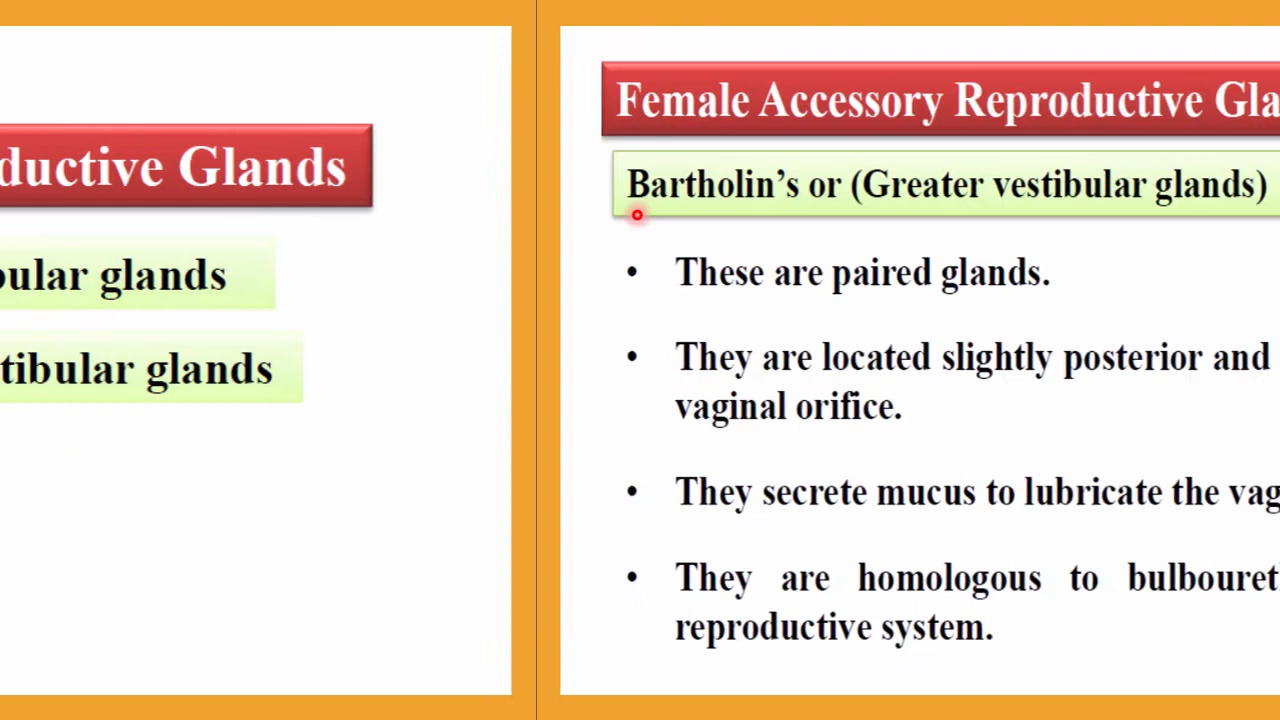 ductive Glands
bular glands
tibular glands
Female Accessory Reproductive Gla
Bartholin's or (Greater vestibular glands)
• These are paired glands.
• They are located slightly posterior and
vaginal orifice.
• They secrete mucus to lubricate the vag
• They are homologous to bulbouret
reproductive system.